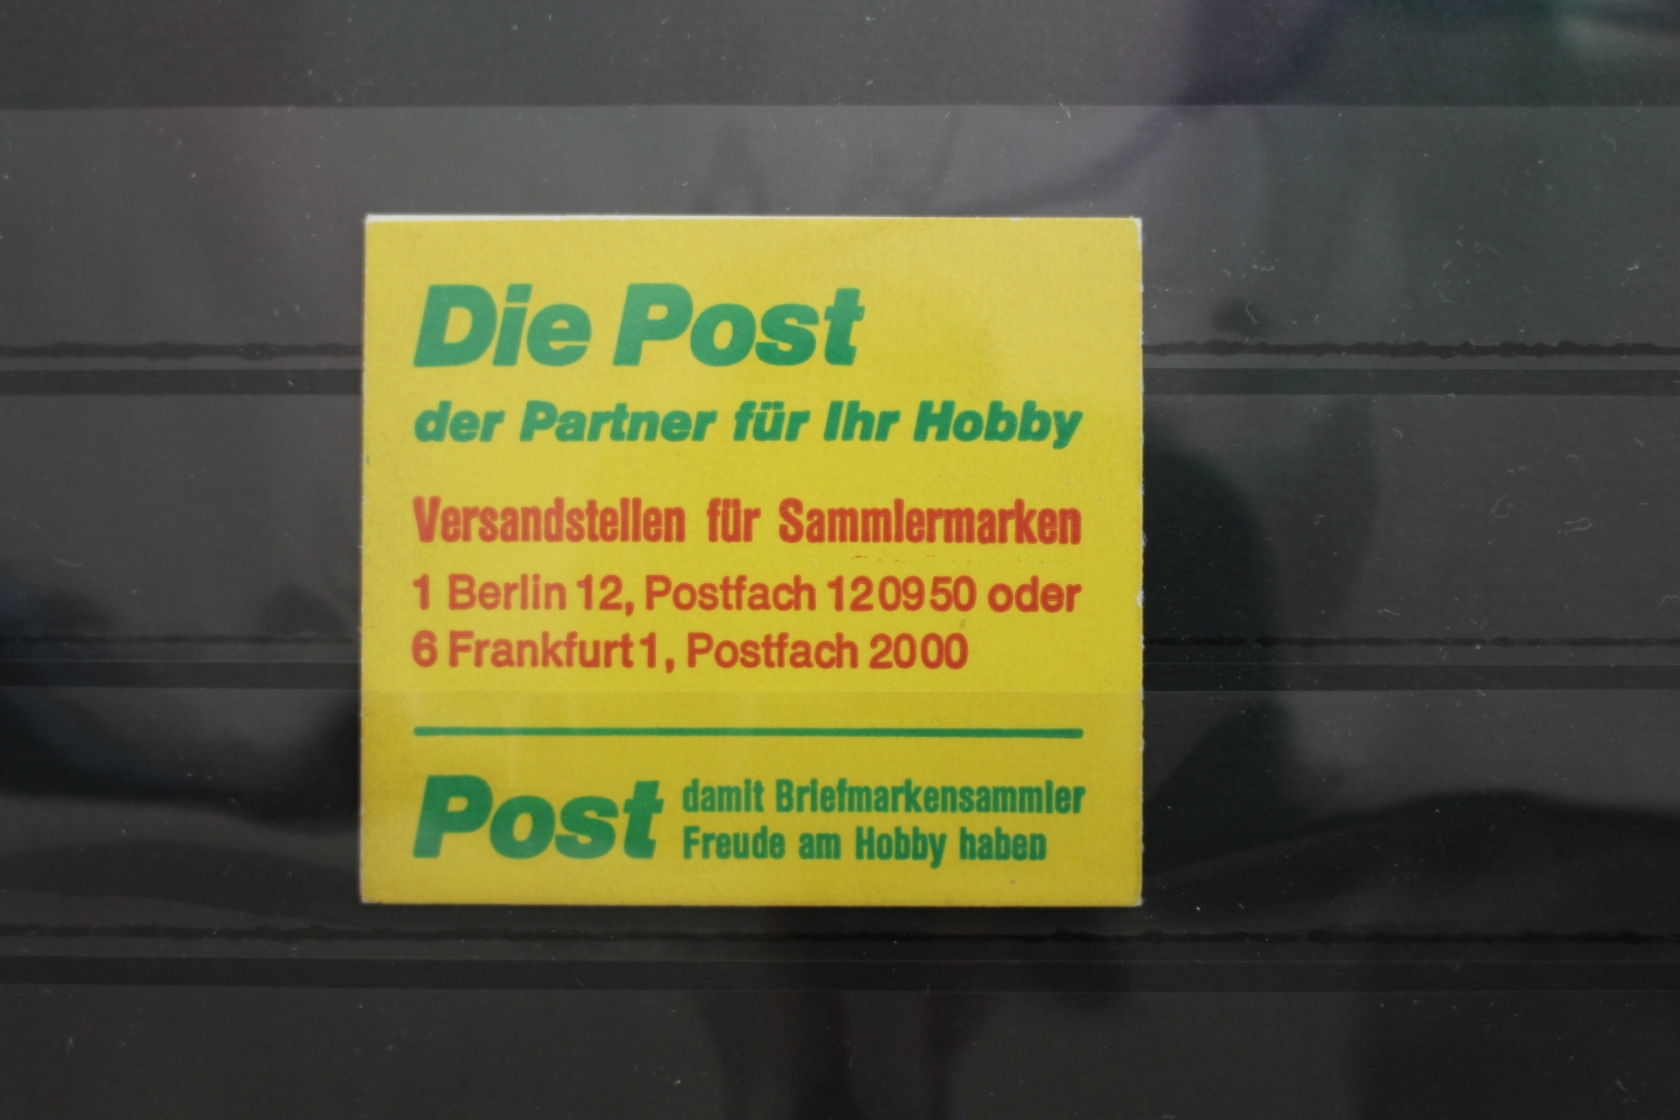 Die Post
der Partner für Ihr Hobby
Versandstellen für Sammlermarken
1 Berlin 12, Postfach 120950 oder
6 Frankfurt 1, Postfach 2000
Post damit Briefmarkensammler
Freude am Hobby haben